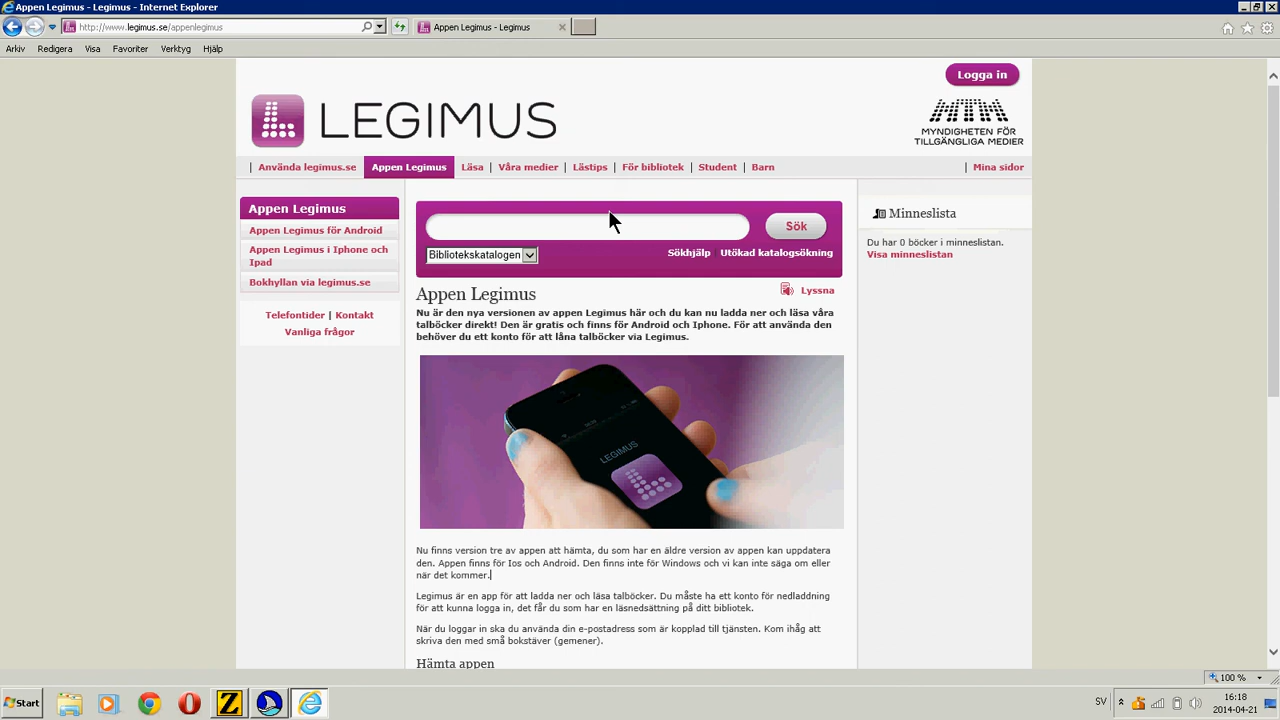 Appen Legimus - Legimus - Internet Explorer
http://www.legimus.se/appenlegimus
Appen Legimus - Legimus
Arkiv Redigera Visa Favoriter Verktyg Hjälp
Logga in
LEGIMUS
MYNDIGHETEN FÖR
TILLGÄNGLIGA MEDIER
| Använda legimus.se Appen Legimus Läsa | Våra medier | Lästips | För bibliotek | Student | Barn | Mina sidor
Appen Legimus
Appen Legimus för Android
Appen Legimus i Iphone och
Ipad
Bokhyllan via legimus.se
Telefontider | Kontakt
Vanliga frågor
Sök
Bibliotekskatalogen
Sökhjälp Utökad katalogsökning
Appen Legimus
Lyssna
Nu är den nya versionen av appen Legimus här och du kan nu ladda ner och läsa våra
talböcker direkt! Den är gratis och finns för Android och Iphone. För att använda den
behöver du ett konto för att låna talböcker via Legimus.
LEGIMUS
Nu finns version tre av appen att hämta, du som har en äldre version av appen kan uppdatera
den. Appen finns för Ios och Android. Den finns inte för Windows och vi kan inte säga om eller
när det kommer.
Legimus är en app för att ladda ner och läsa talböcker. Du måste ha ett konto för nedladdning
för att kunna logga in, det får du som har en läsnedsättning på ditt bibliotek.
När du loggar in ska du använda din e-postadress som är kopplad till tjänsten. Kom ihåg att
skriva den med små bokstäver (gemener).
Hämta appen
Minneslista
Du har 0 böcker i minneslistan.
Visa minneslistan
100 %
Start
SV
16:18
2014-04-21